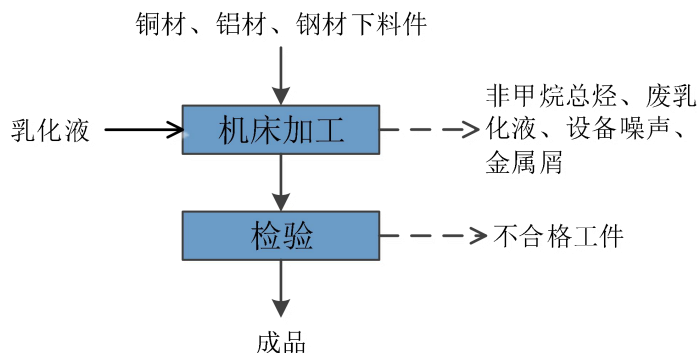 铜材、铝材、钢材下料件
乳化液
机床加工
非甲烷总烃、废乳
化液、设备噪声、
金属屑
检验
不合格工件
成品